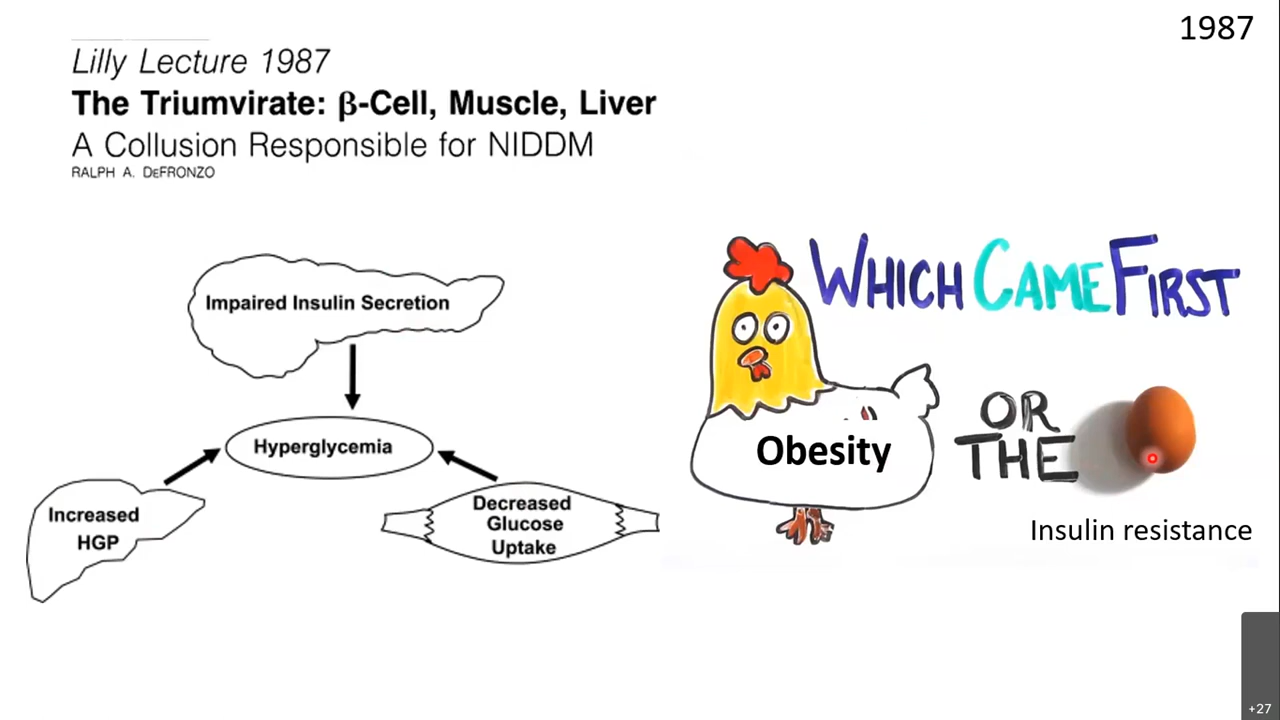 1987
Lilly Lecture 1987
The Triumvirate: β-Cell, Muscle, Liver
A Collusion Responsible for NIDDM
RALPH A. DEFRONZO
Impaired Insulin Secretion
Hyperglycemia
Increased
HGP
Decreased
Glucose
Uptake
WHICH CAME FIRST
Obesity
OR
THE
Insulin resistance
+27